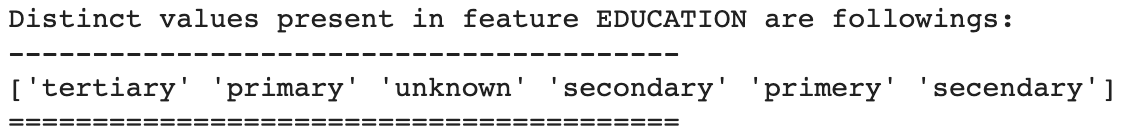 Distinct values present in feature EDUCATION are followings:
----------------------------------------
['tertiary' 'primary' 'unknown' 'secondary' 'primery' 'secendary']
========================================